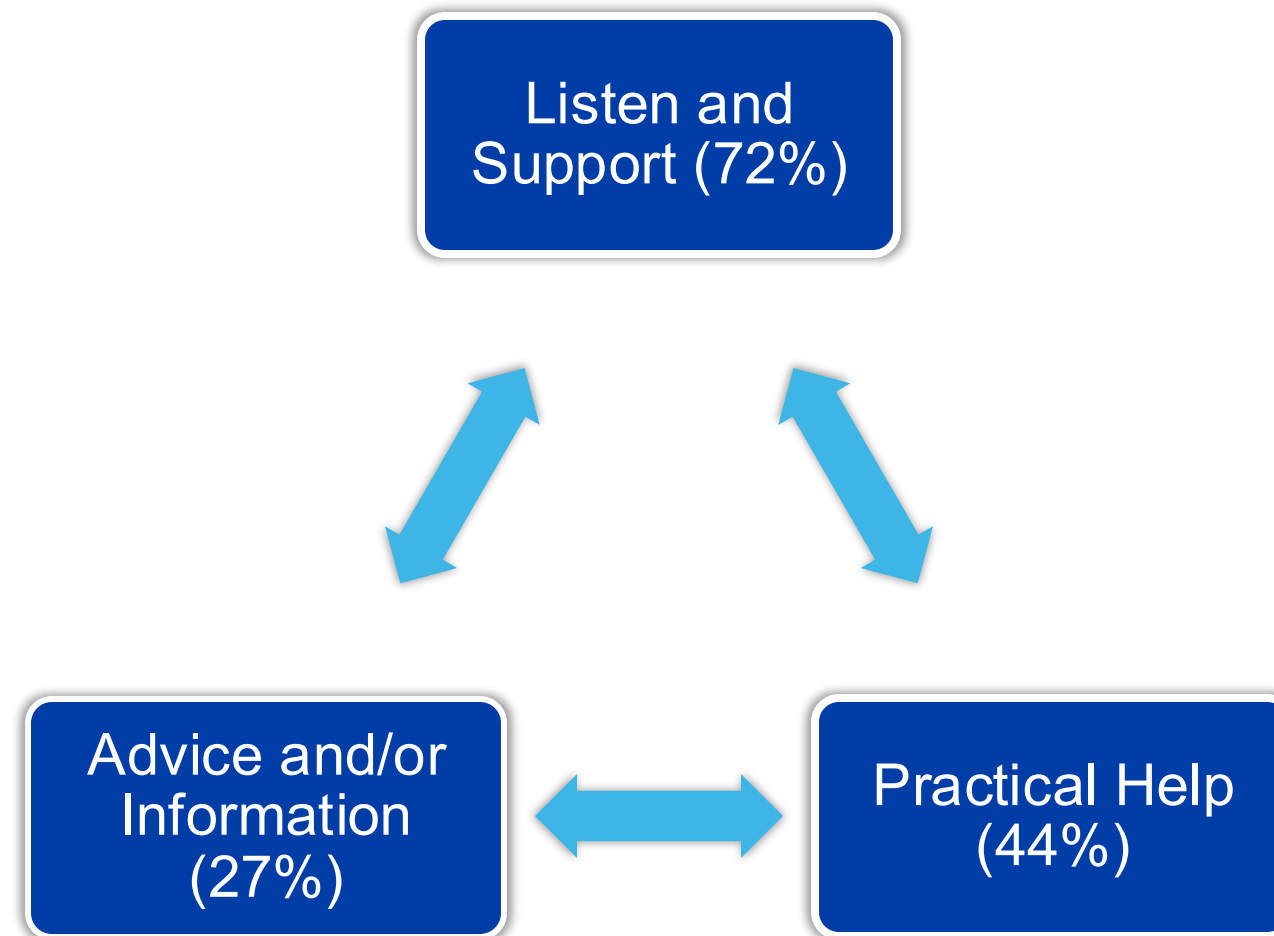 Listen and
Support (72%)
Advice and/or
Information
(27%)
Practical Help
(44%)